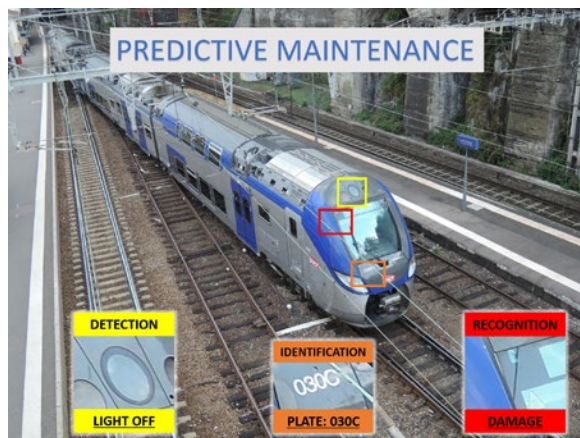 PREDICTIVE MAINTENANCE
DETECTION
LIGHT OFF
IDENTIFICATION
030C
PLATE: 030C
RECOGNITION
DAMAGE